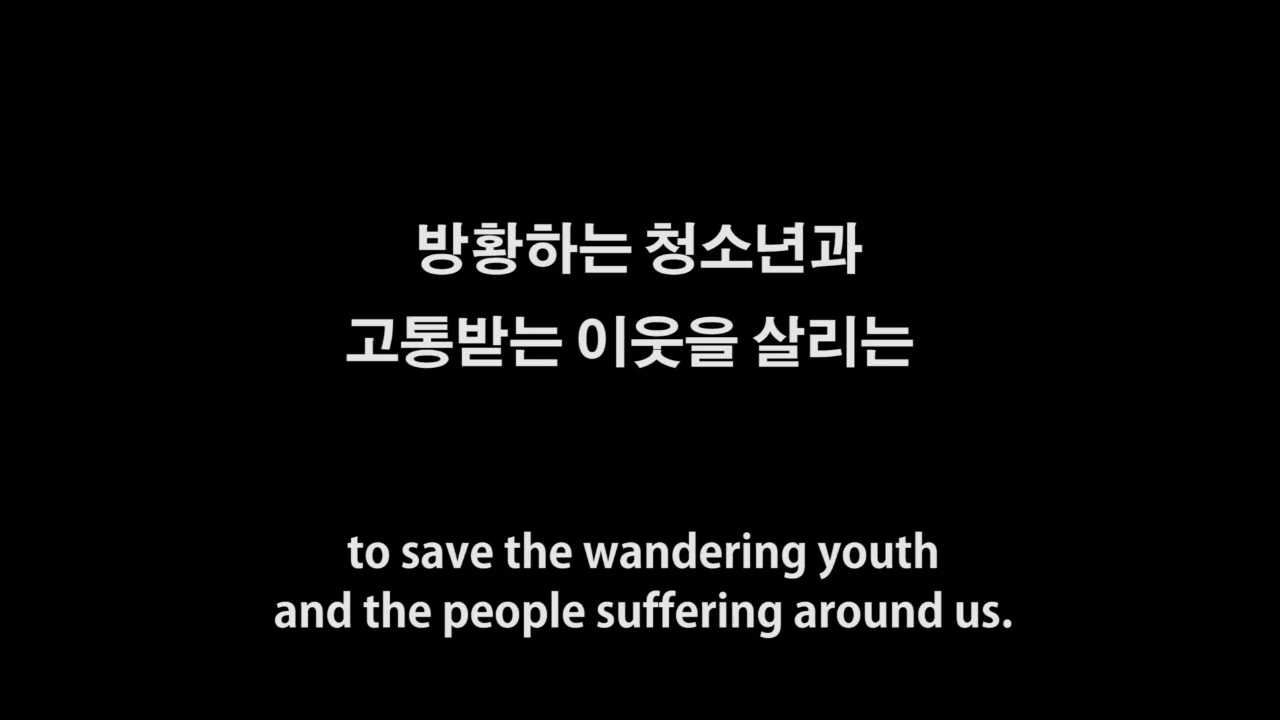 방황하는 청소년과
고통받는 이웃을 살리는
to save the wandering youth
and the people suffering around us.